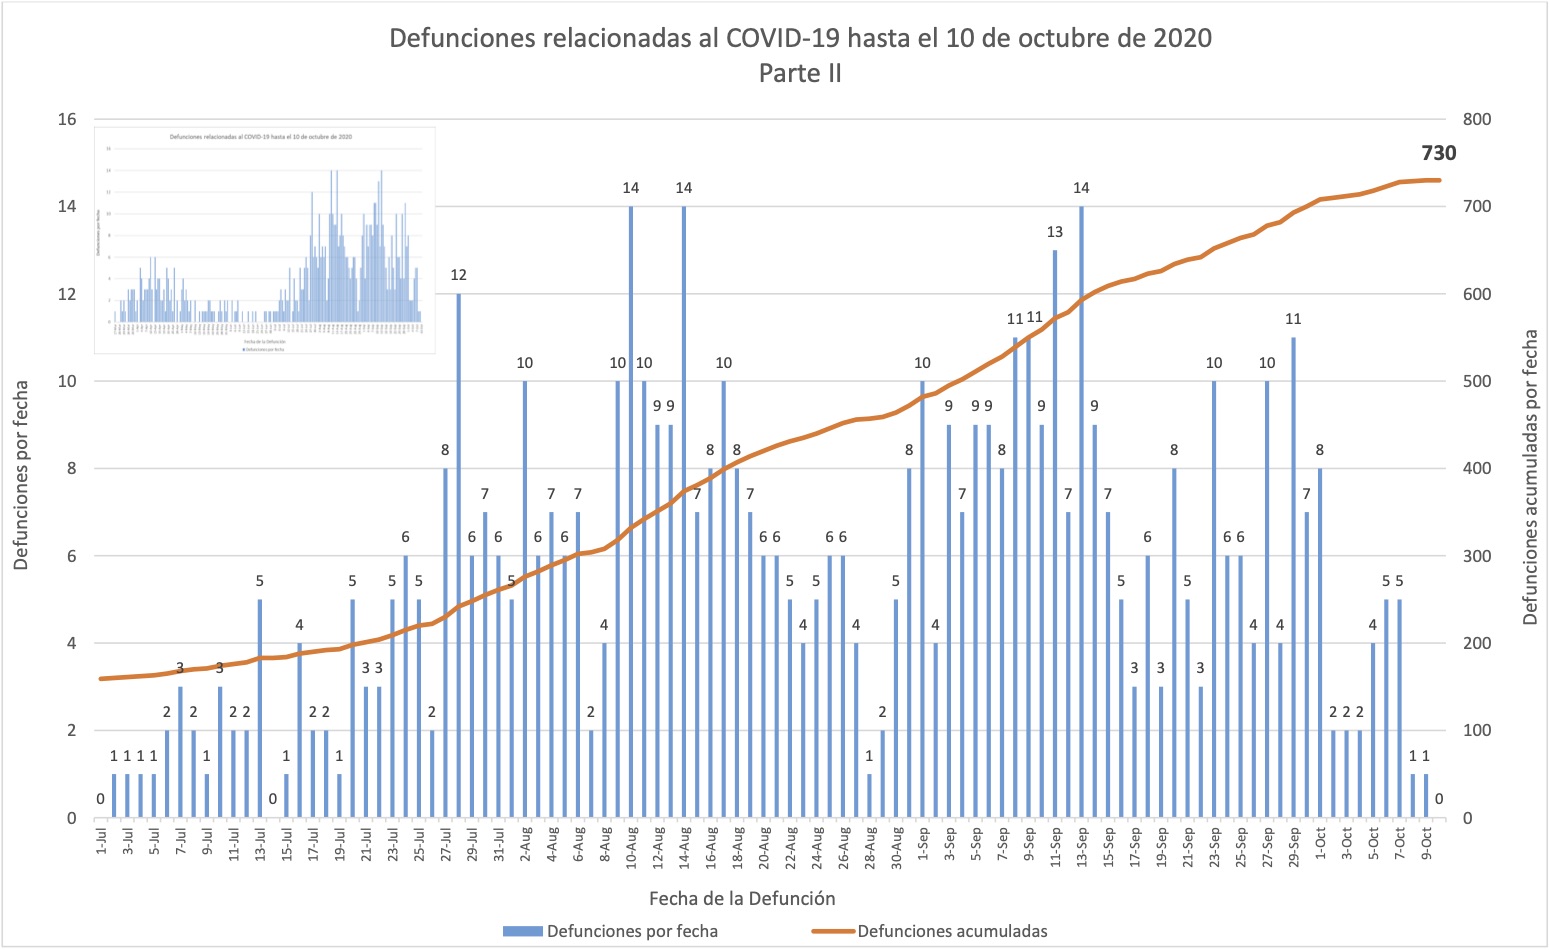 Defunciones relacionadas al COVID-19 hasta el 10 de octubre de 2020
Parte II
16
14
12
10
8
6
4
2
0
Defunciones por fecha
800
700
600
500
400
300
200
100
0
Defunciones acumuladas por fecha
Defunciones relacionadas al COVID-19 hasta el 10 de octubre de 2020
Defunciones por fecha
Fecha de la Defunción
Defunciones por fecha
730
0 1 1 1 1 2 3 2 1 3 2 2 5 0 1 4 2 2 1 5 3 3 5 6 5 2 8 12 6 7 6 5 10 6 7 6 7 2 4 10 14 10 9 9 14 7 8 10 8 7 6 6 5 4 5 6 6 4 1 2 5 8 10 4 9 7 9 9 8 11 11 9 13 7 14 9 7 5 3 6 3 8 5 3 10 6 6 4 10 4 11 7 8 2 2 2 4 5 5 1 1 0
1-Jul 3-Jul 5-Jul 7-Jul 9-Jul 11-Jul 13-Jul 15-Jul 17-Jul 19-Jul 21-Jul 23-Jul 25-Jul 27-Jul 29-Jul 31-Jul 2-Aug 4-Aug 6-Aug 8-Aug 10-Aug 12-Aug 14-Aug 16-Aug 18-Aug 20-Aug 22-Aug 24-Aug 26-Aug 28-Aug 30-Aug 1-Sep 3-Sep 5-Sep 7-Sep 9-Sep 11-Sep 13-Sep 15-Sep 17-Sep 19-Sep 21-Sep 23-Sep 25-Sep 27-Sep 29-Sep 1-Oct 3-Oct 5-Oct 7-Oct 9-Oct
Fecha de la Defunción
Defunciones por fecha Defunciones acumuladas